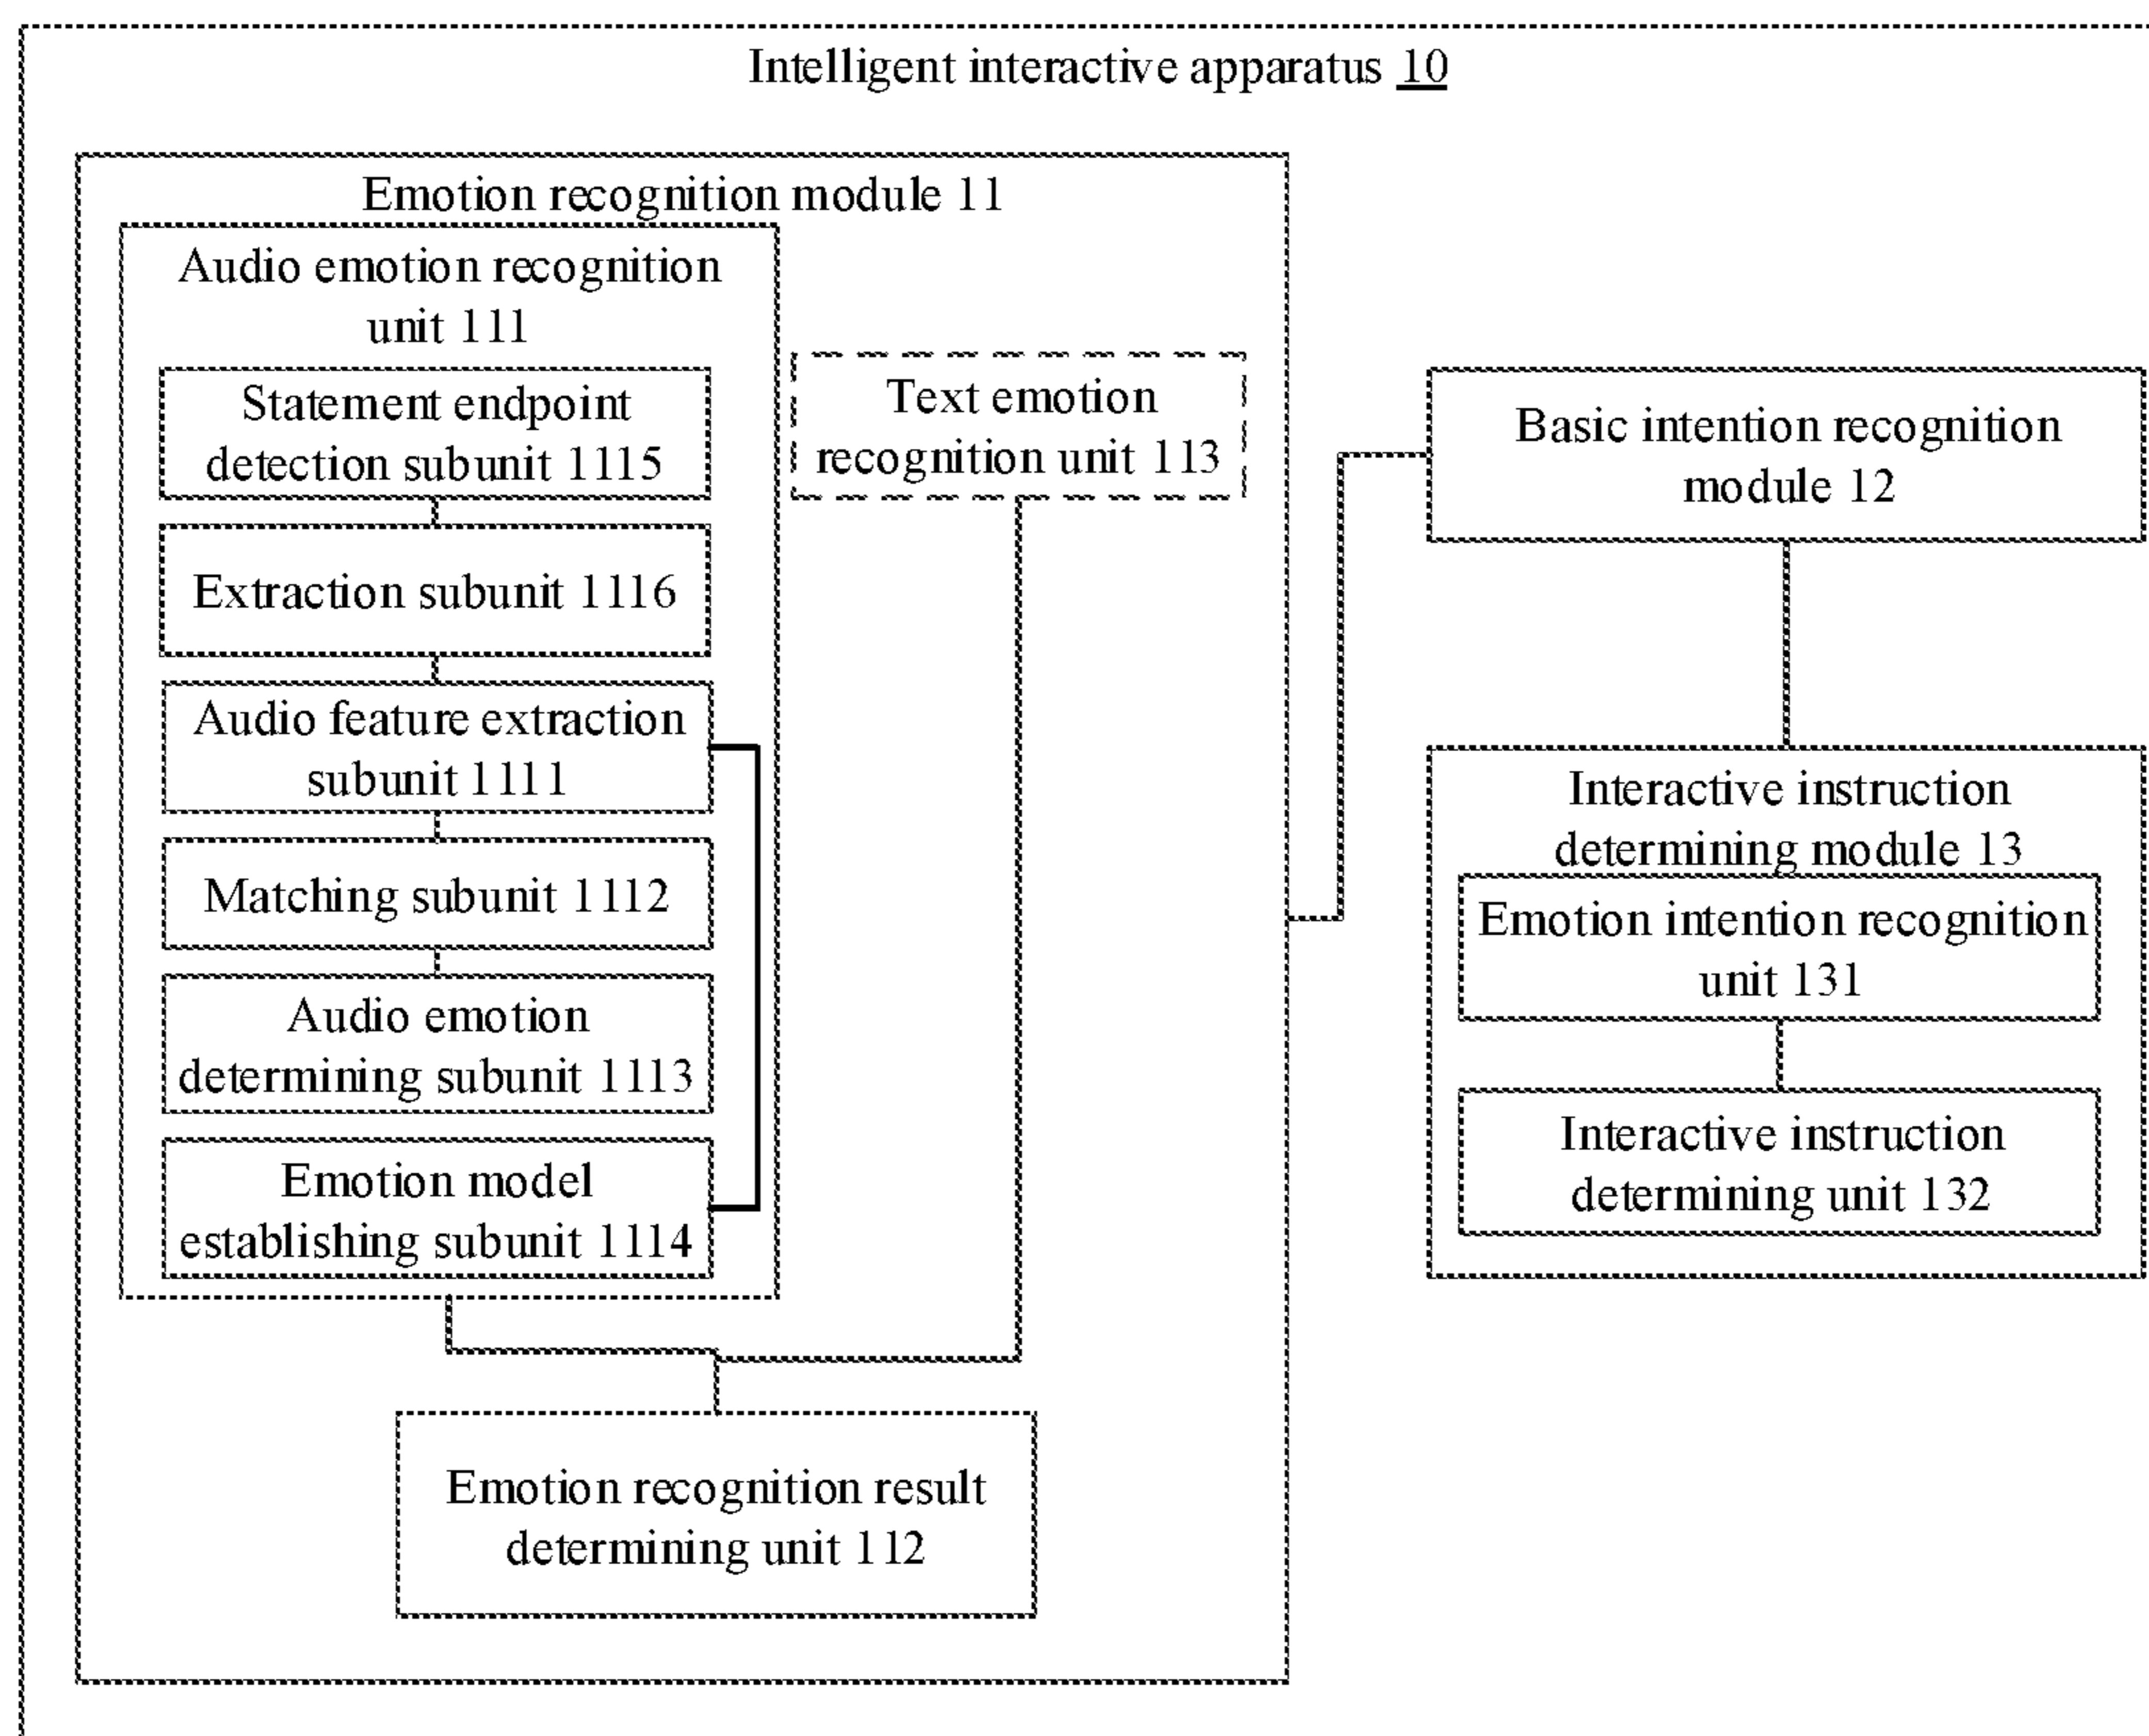 Intelligent interactive apparatus 10
Emotion recognition module 11
Audio emotion recognition
unit 111
Statement endpoint
detection subunit 1115
Extraction subunit 1116
Audio feature extraction
subunit 1111
Matching subunit 1112
Audio emotion
determining subunit 1113
Emotion model
establishing subunit 1114
Text emotion
recognition unit 113
Emotion recognition result
determining unit 112
Basic intention recognition
module 12
Interactive instruction
determining module 13
Emotion intention recognition
unit 131
Interactive instruction
determining unit 132